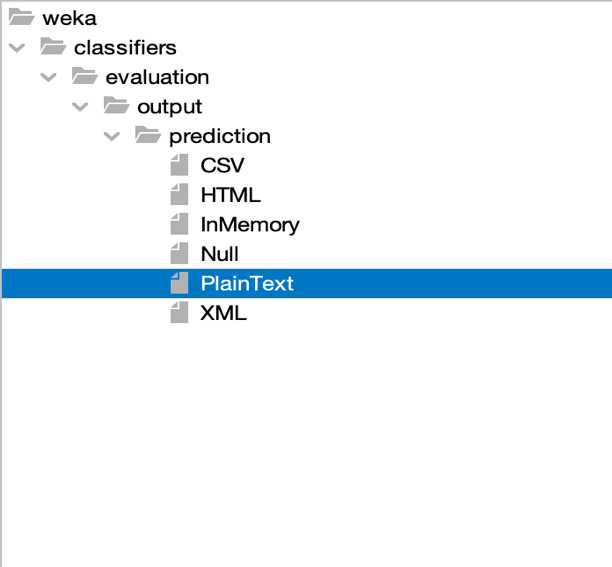 weka
classifiers
evaluation
output
prediction
CSV
HTML
InMemory
Null
PlainText
XML